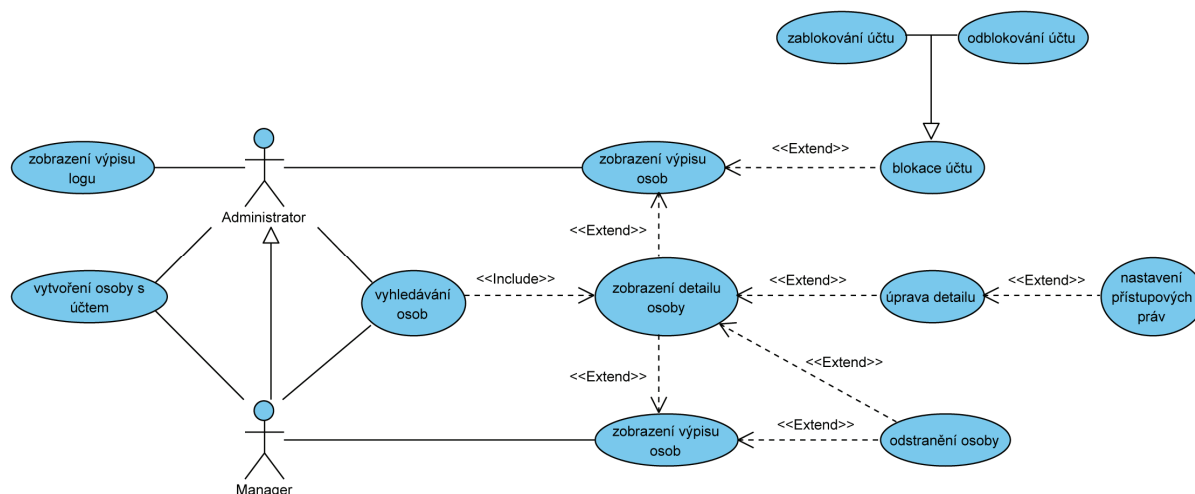 zablokování účtu
odblokování účtu
zobrazení výpisu
logu
Administrator
zobrazení výpisu
osob
<<Extend>>
blokace účtu
<<Extend>>
vytvoření osoby s
účtem
vyhledávání
osob
<<Include>>
zobrazení detailu
osoby
<<Extend>>
úprava detailu
<<Extend>>
nastavení
přístupových
práv
<<Extend>>
<<Extend>>
Manager
zobrazení výpisu
osob
<<Extend>>
odstranění osoby